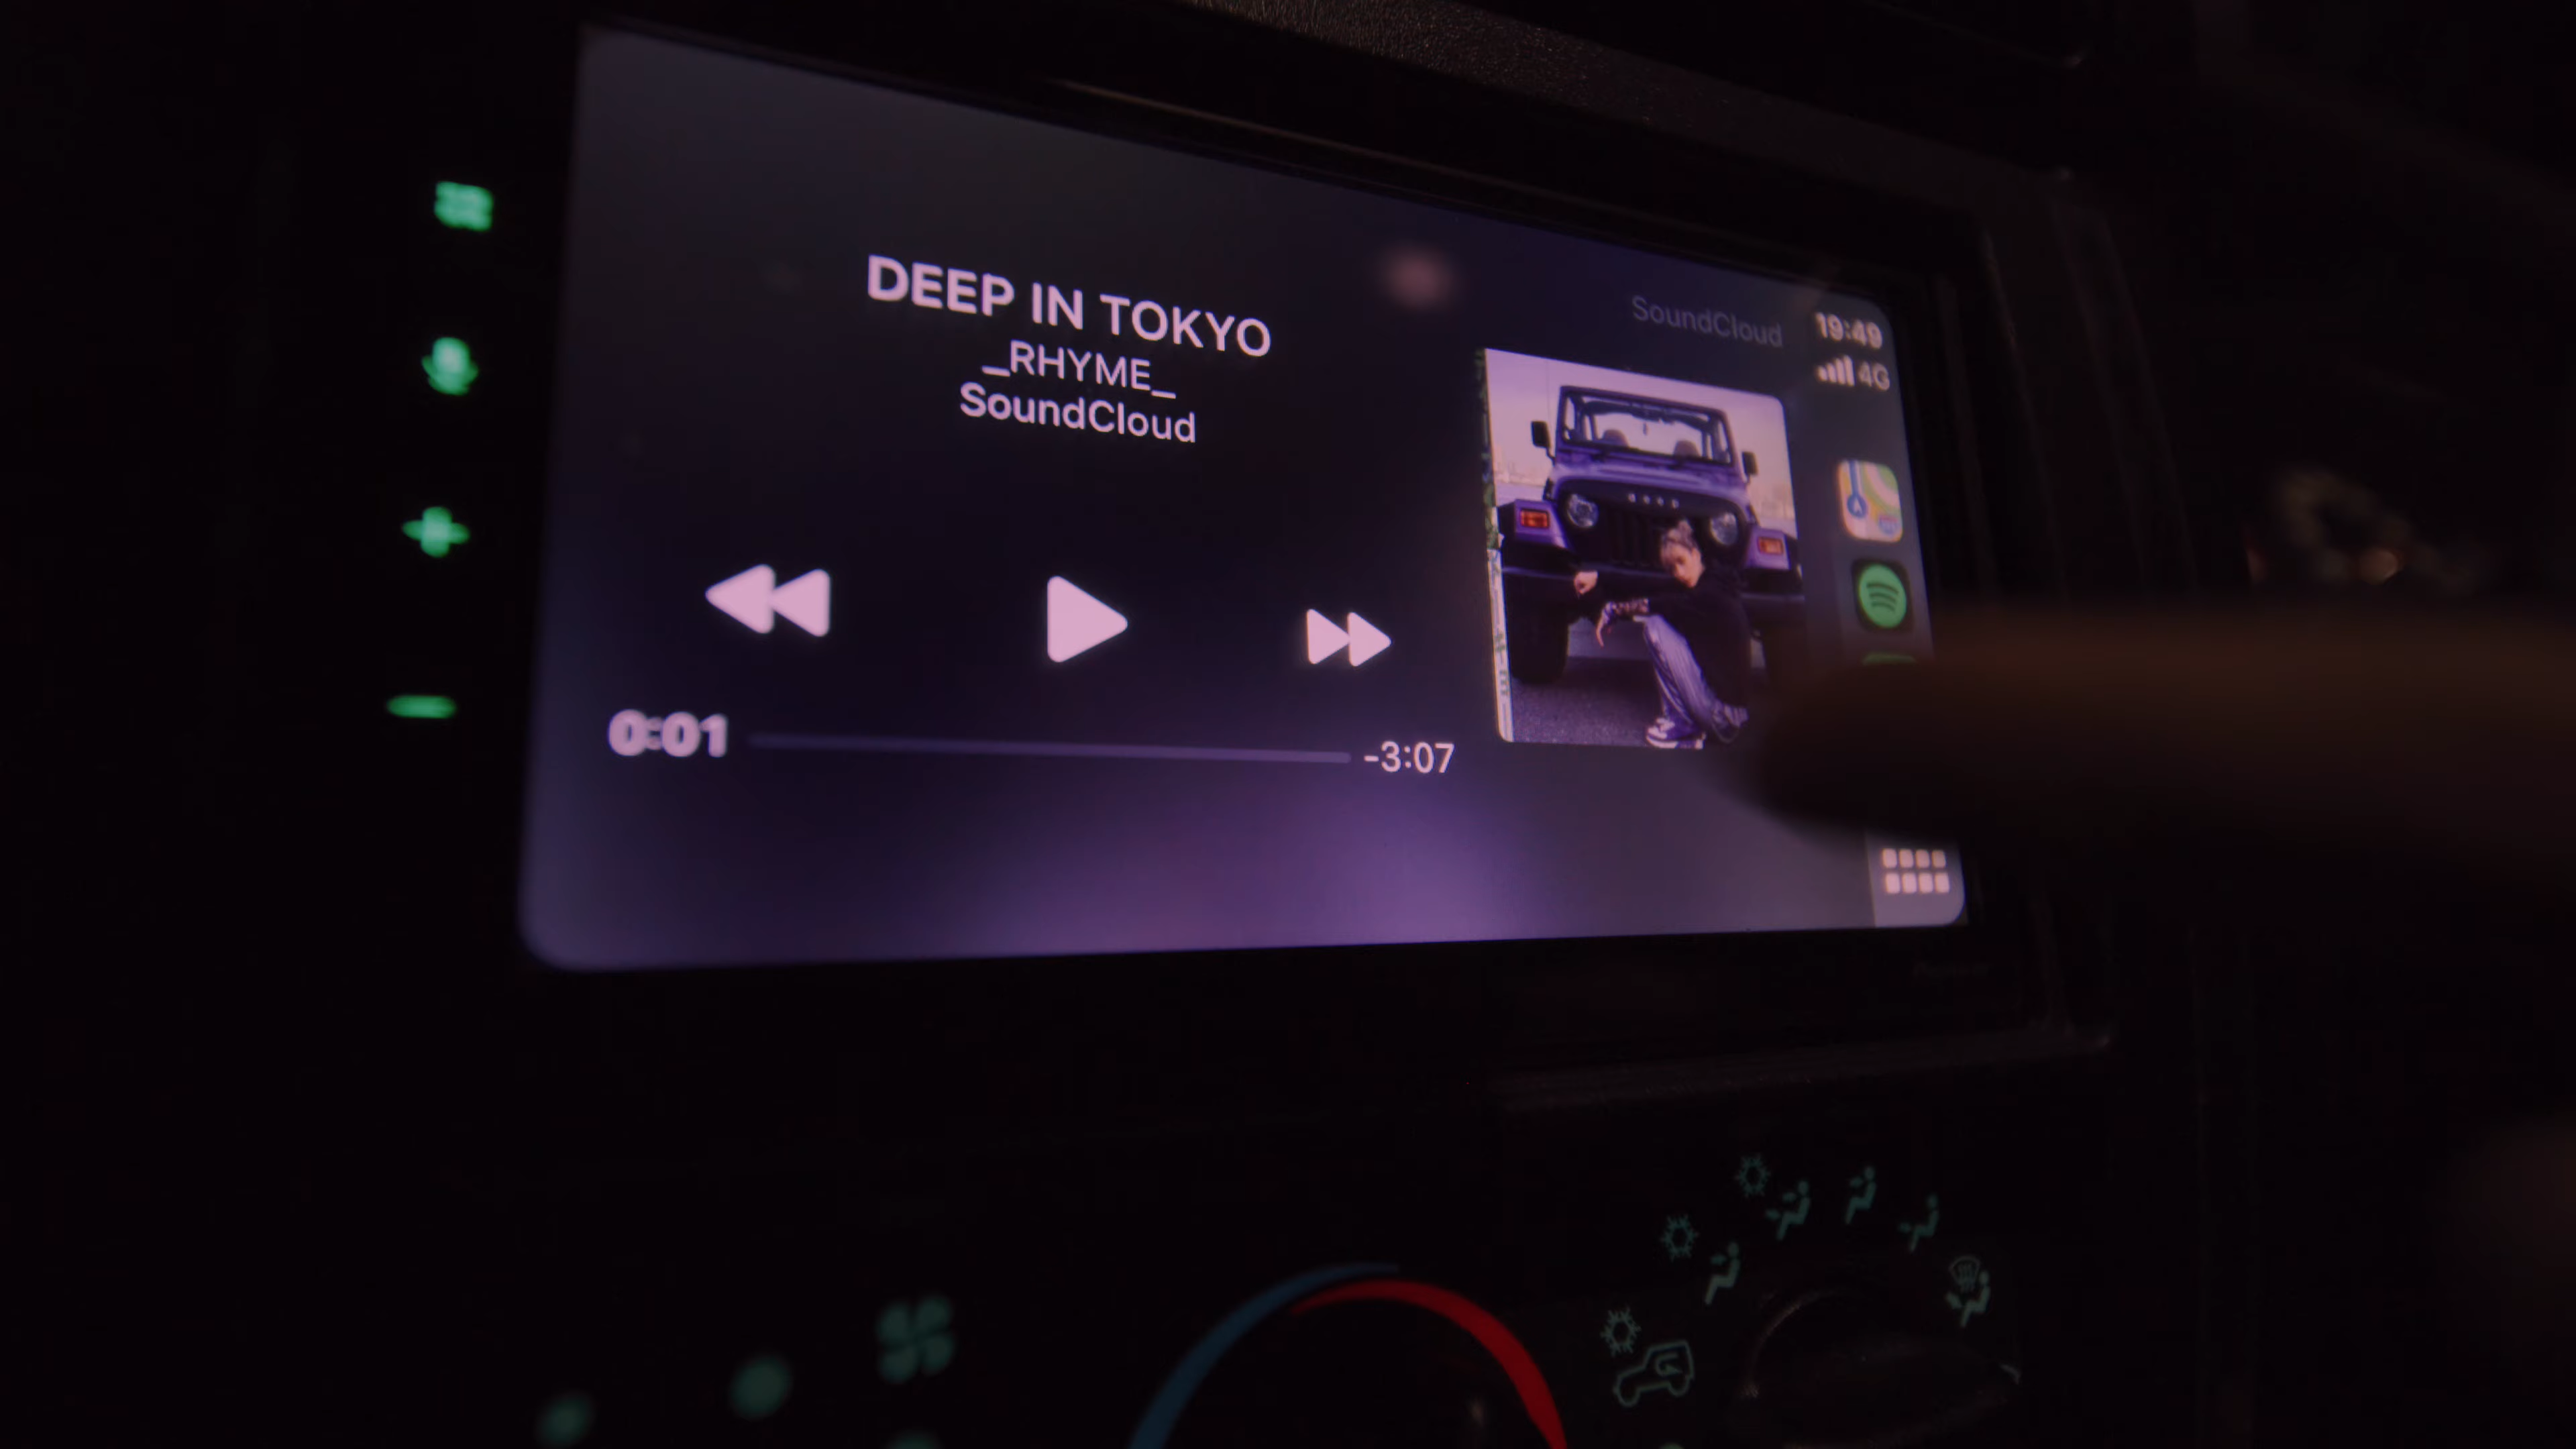 DEEP IN TOKYO
_RHYME_
SoundCloud
SoundCloud
19:49
4G
0:01
-3:07